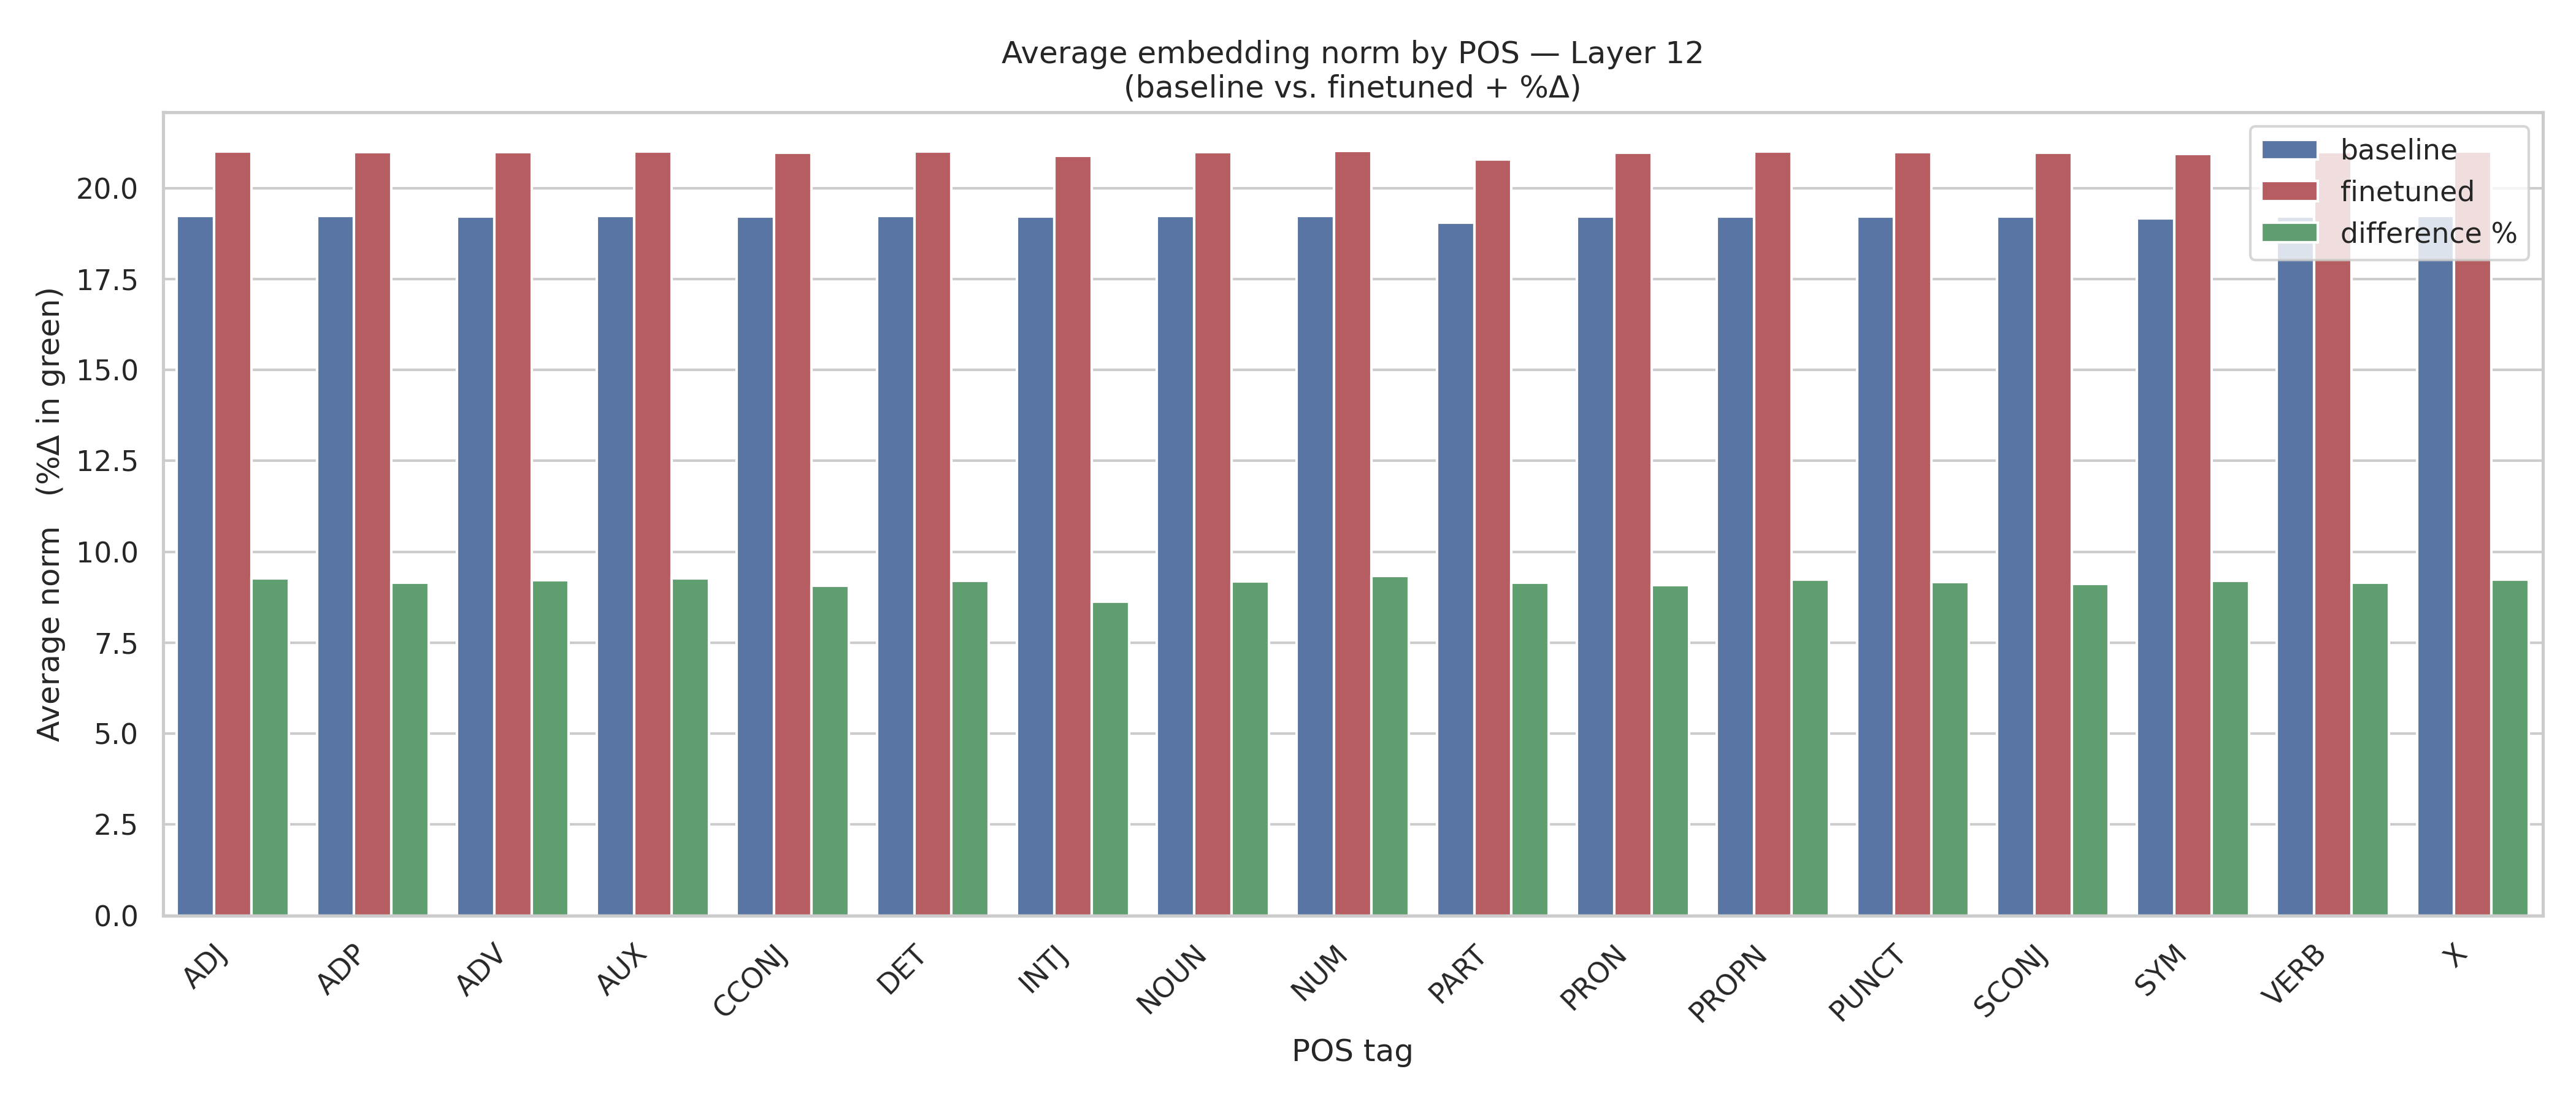 Average embedding norm by POS — Layer 12
(baseline vs. finetuned + %Δ)
baseline
finetuned
difference %
Average norm (%Δ in green)
20.0
17.5
15.0
12.5
10.0
7.5
5.0
2.5
0.0
ADJ
ADP
ADV
AUX
CCONJ
DET
INTJ
NOUN
NUM
PART
PRON
PROPN
PUNCT
SCONJ
SYM
VERB
X
POS tag